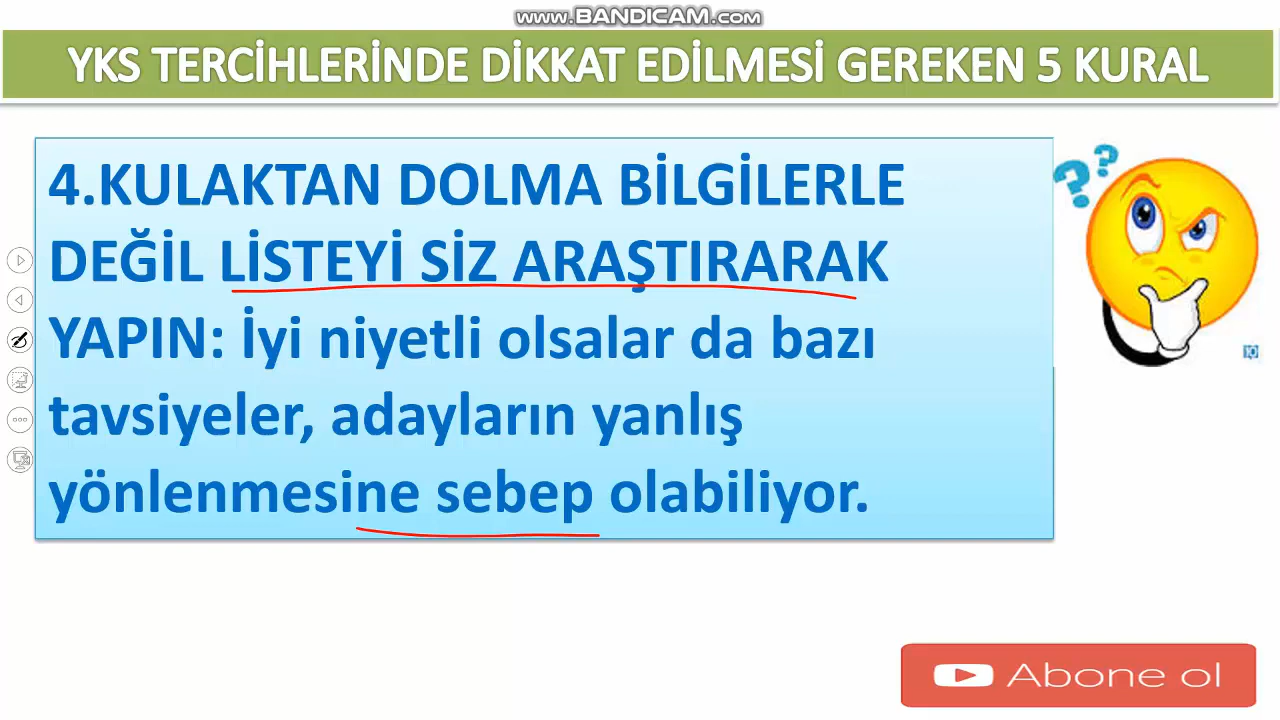 www.BANDICAM.com
YKS TERCİHLERİNDE DİKKAT EDİLMESİ GEREKEN 5 KURAL
4.KULAKTAN DOLMA BİLGİLERLE
DEĞİL LİSTEYİ SİZ ARAŞTIRARAK
YAPIN: İyi niyetli olsalar da bazı
tavsiyeler, adayların yanlış
yönlenmesine sebep olabiliyor.
??
10
Abone ol